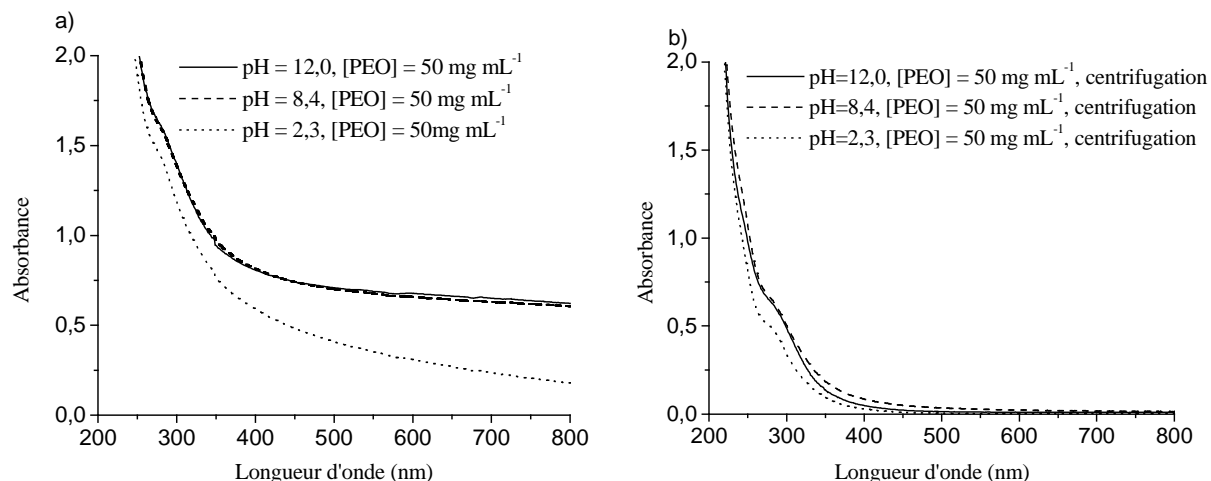 a)
2,0
1,5
1,0
0,5
0,0
Absorbance
pH = 12,0, [PEO] = 50 mg mL⁻¹
pH = 8,4, [PEO] = 50 mg mL⁻¹
pH = 2,3, [PEO] = 50mg mL⁻¹
200 300 400 500 600 700 800
Longueur d'onde (nm)
b)
2,0
1,5
1,0
0,5
0,0
Absorbance
pH=12,0, [PEO] = 50 mg mL⁻¹, centrifugation
pH=8,4, [PEO] = 50 mg mL⁻¹, centrifugation
pH=2,3, [PEO] = 50 mg mL⁻¹, centrifugation
200 300 400 500 600 700 800
Longueur d'onde (nm)